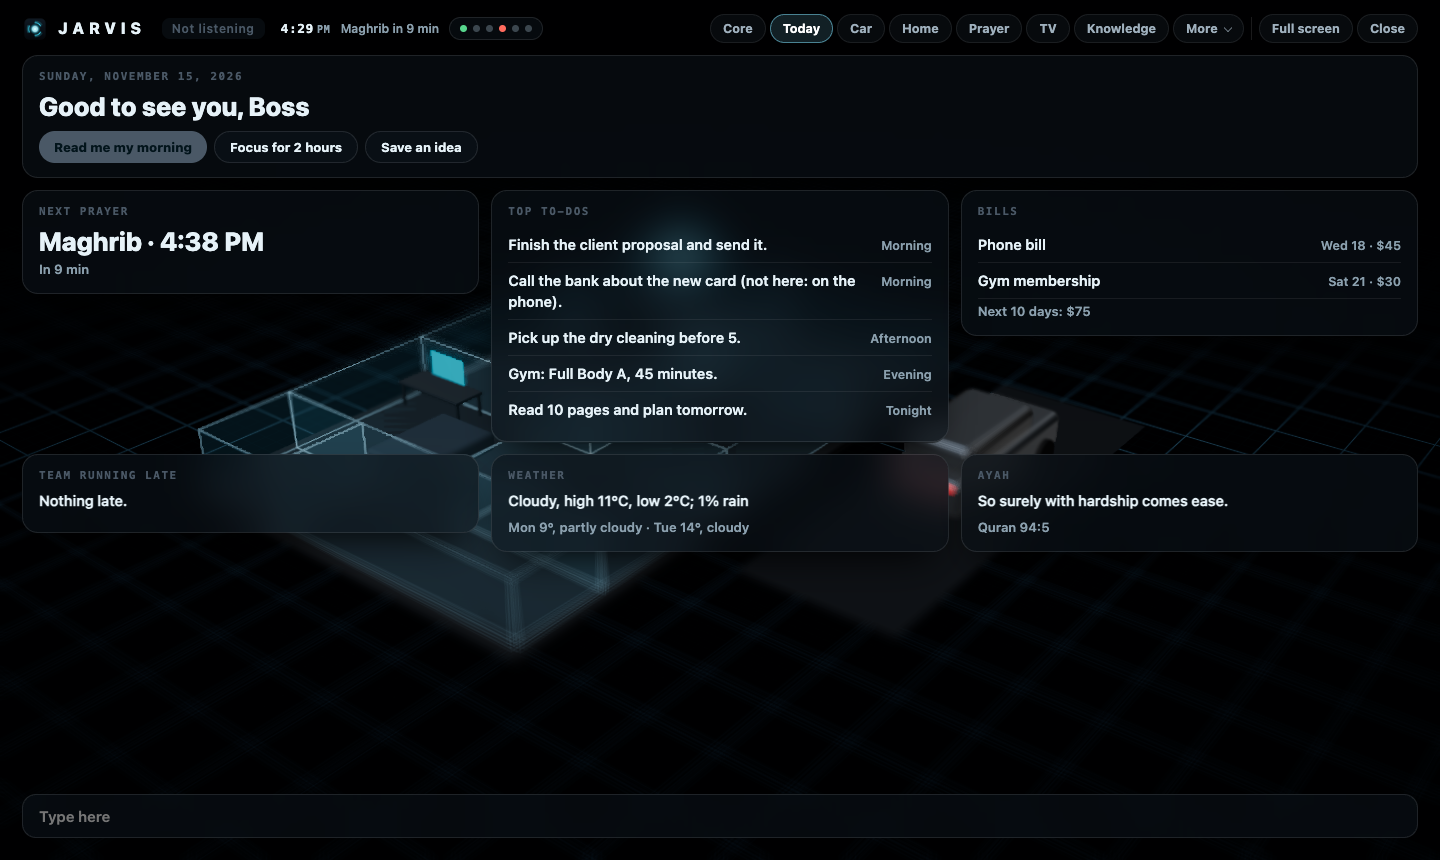 JARVIS
Not listening
4:29 PM
Maghrib in 9 min
Core
Today
Car
Home
Prayer
TV
Knowledge
More
Full screen
Close
SUNDAY, NOVEMBER 15, 2026
Good to see you, Boss
Read me my morning
Focus for 2 hours
Save an idea
NEXT PRAYER
Maghrib · 4:38 PM
In 9 min
TOP TO-DOS
Finish the client proposal and send it. Morning
Call the bank about the new card (not here: on the Morning
phone).
Pick up the dry cleaning before 5. Afternoon
Gym: Full Body A, 45 minutes. Evening
Read 10 pages and plan tomorrow. Tonight
BILLS
Phone bill Wed 18 · $45
Gym membership Sat 21 · $30
Next 10 days: $75
TEAM RUNNING LATE
Nothing late.
WEATHER
Cloudy, high 11°C, low 2°C; 1% rain
Mon 9°, partly cloudy · Tue 14°, cloudy
AYAH
So surely with hardship comes ease.
Quran 94:5
Type here